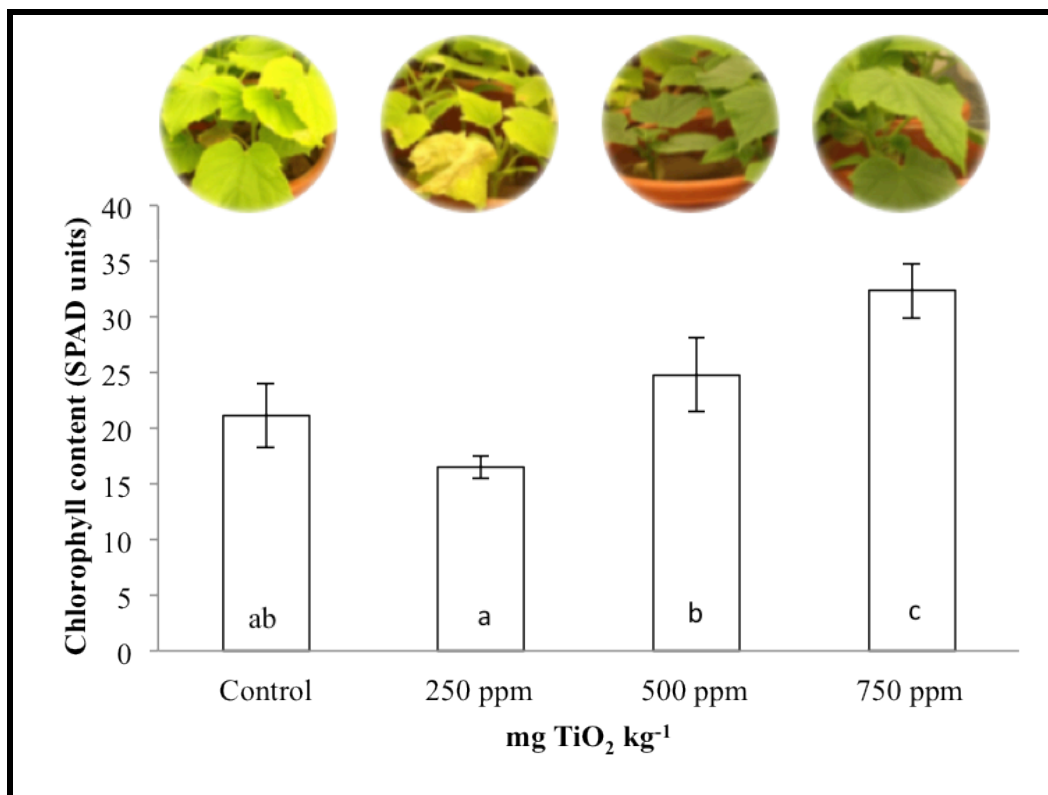 Chlorophyll content (SPAD units)
40
35
30
25
20
15
10
5
0
ab
a
b
c
Control
250 ppm
500 ppm
750 ppm
mg TiO₂ kg⁻¹